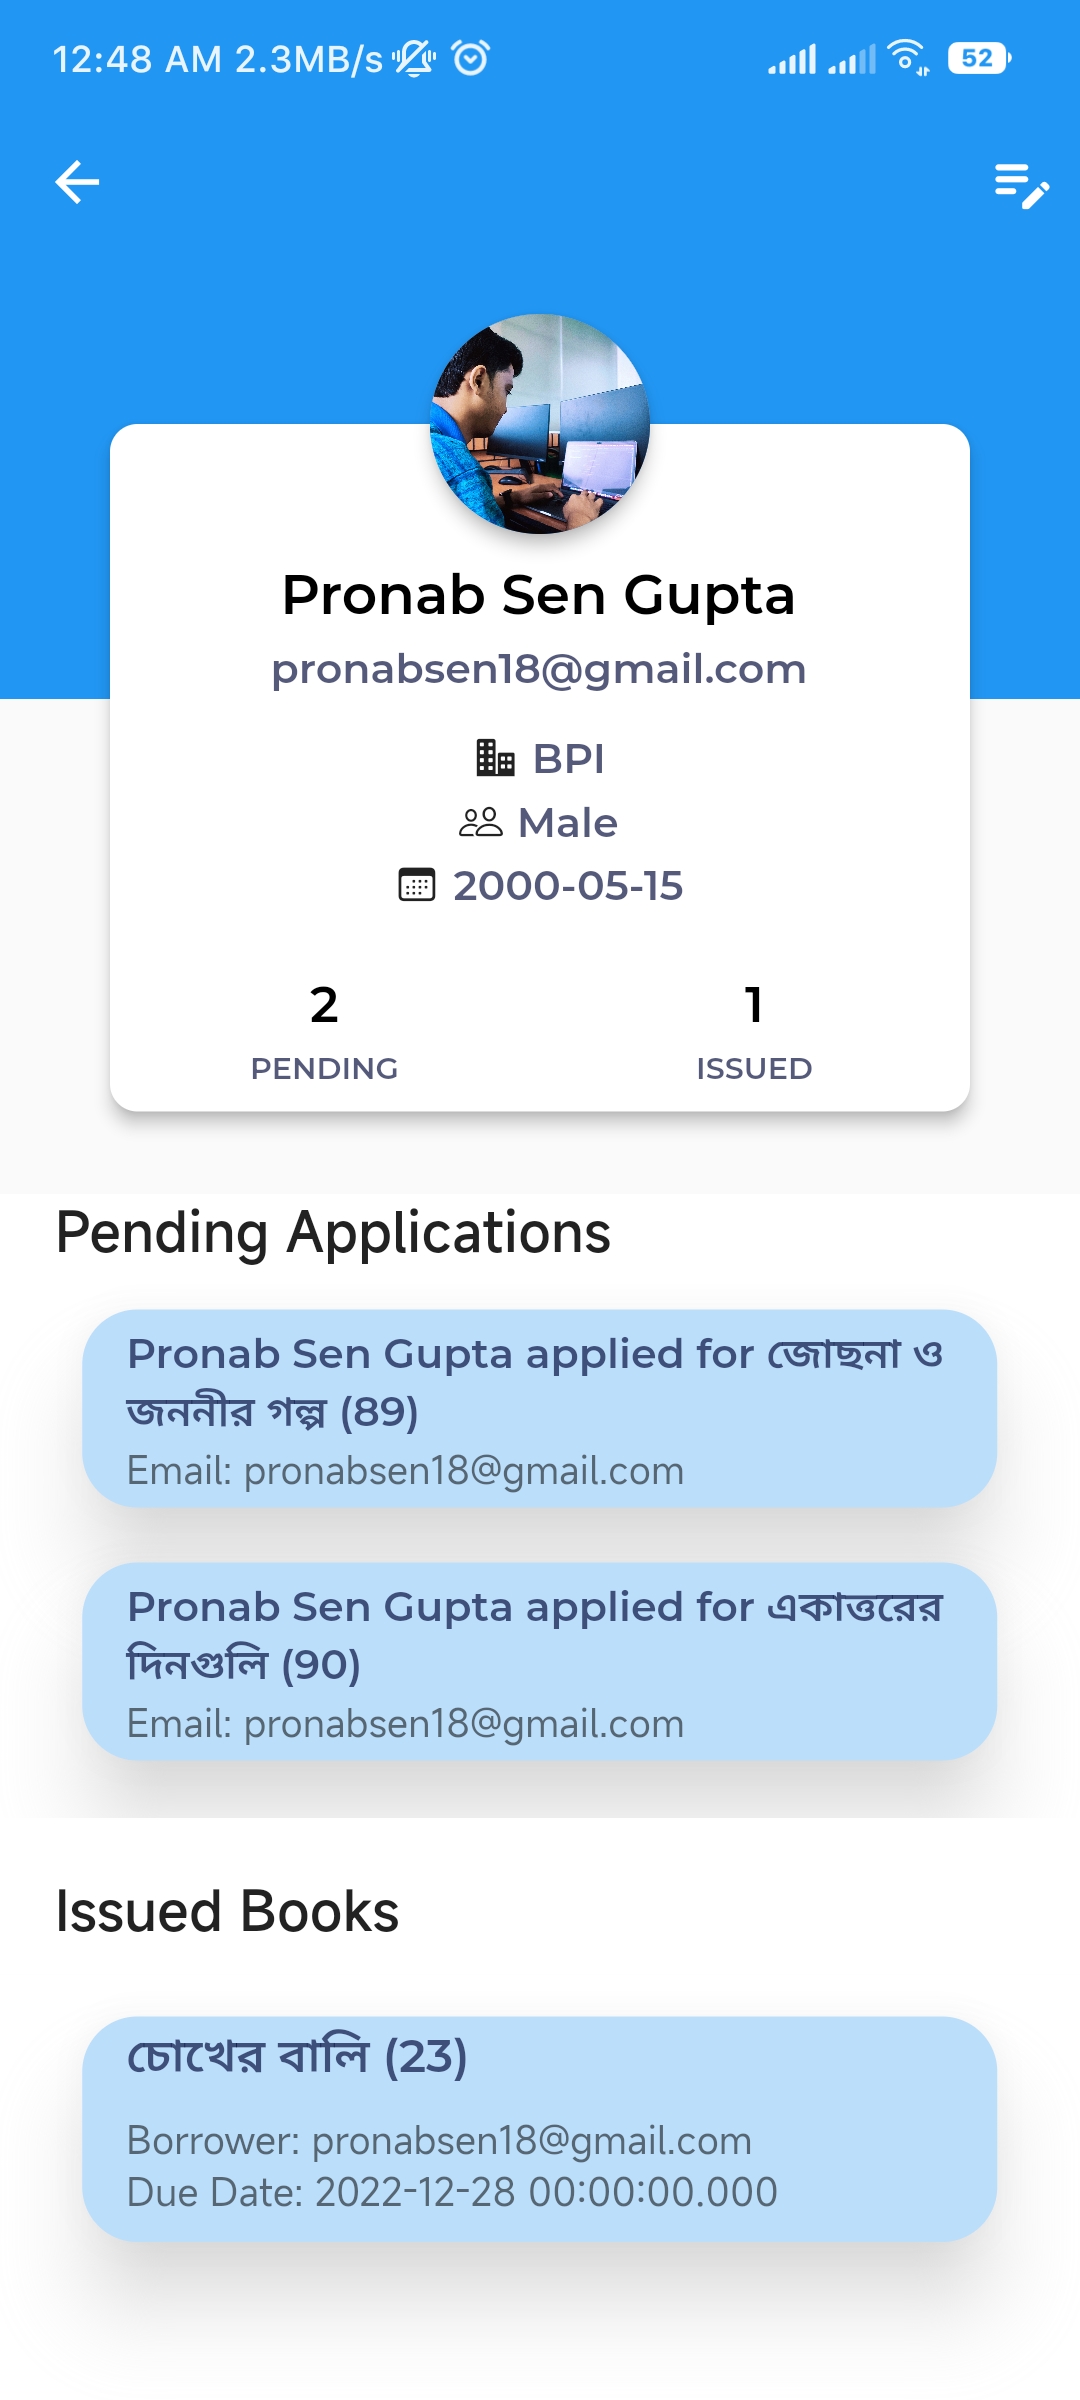 12:48 AM 2.3MB/s 52
Pronab Sen Gupta
pronabsen18@gmail.com
BPI
Male
2000-05-15
2 1
PENDING ISSUED
Pending Applications
Pronab Sen Gupta applied for জোছনা ও
জননীর গল্প (89)
Email: pronabsen18@gmail.com
Pronab Sen Gupta applied for একাত্তরের
দিনগুলি (90)
Email: pronabsen18@gmail.com
Issued Books
চোখের বালি (23)
Borrower: pronabsen18@gmail.com
Due Date: 2022-12-28 00:00:00.000